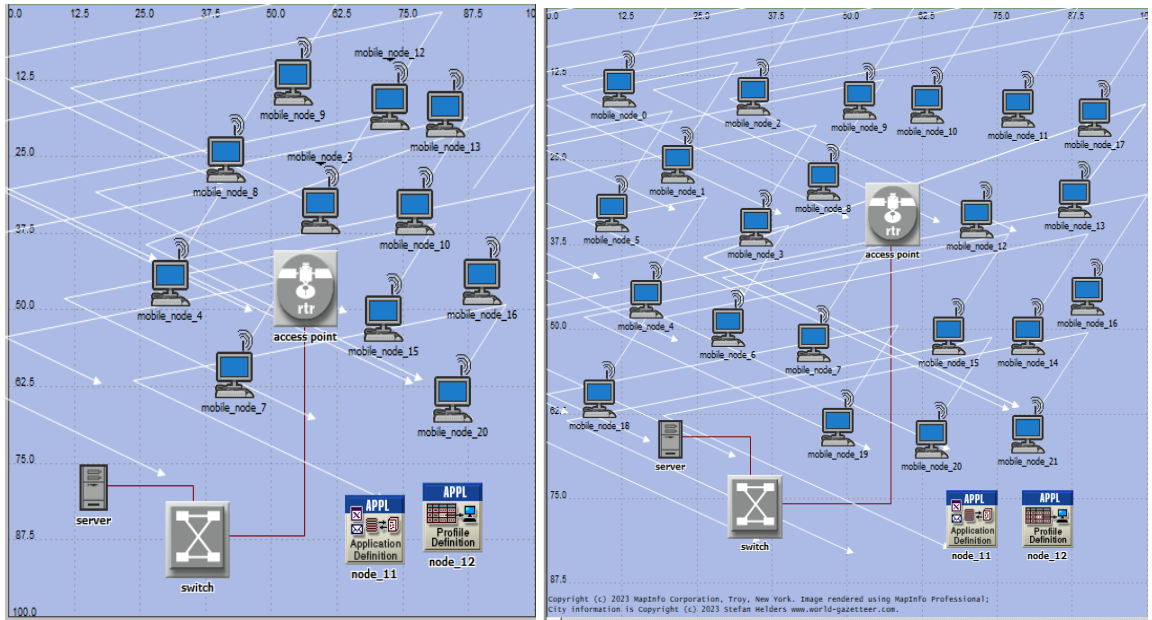 0.0 25.0 37.5 50.0 62.5 75.0 87.5 10
mobile_node_12
12.5
mobile_node_9
mobile_node_13
25.0
mobile_node_3
mobile_node_8
37.5
mobile_node_10
mobile_node_4
50.0
rtr
mobile_node_16
access point
mobile_node_15
62.5
mobile_node_7
mobile_node_20
75.0
APPL
Profile
Definition
APPL
Application
Definition
server
87.5
node_12
node_11
switch
100.0
0.0 12.5 25.0 37.5 50.0 62.5 75.0 87.5 10
12.5
mobile_node_0
mobile_node_2
mobile_node_9
mobile_node_10
mobile_node_11
mobile_node_17
25.0
mobile_node_1
mobile_node_8
mobile_node_5
rtr
mobile_node_13
37.5
mobile_node_3
mobile_node_12
access point
mobile_node_4
50.0
mobile_node_16
mobile_node_6
mobile_node_7
mobile_node_15
mobile_node_14
62.5
mobile_node_18
mobile_node_19
mobile_node_20
mobile_node_21
server
75.0
APPL
Application
Definition
APPL
Profile
Definition
switch
node_11
node_12
87.5
Copyright (c) 2023 MapInfo Corporation, Troy, New York. Image rendered using MapInfo Professional;
City information is Copyright (c) 2023 Stefan Helders www.world-gazetteer.com.